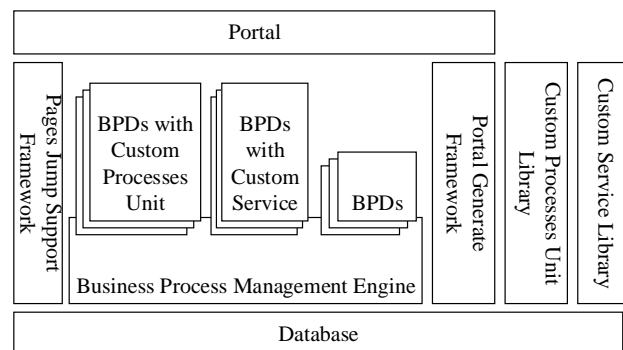 Portal
Pages Jump Support
Framework
BPDs with
Custom
Processes
Unit
BPDs
with
Custom
Service
BPDs
Business Process Management Engine
Portal Generate
Framework
Custom Processes Unit
Library
Custom Service Library
Database